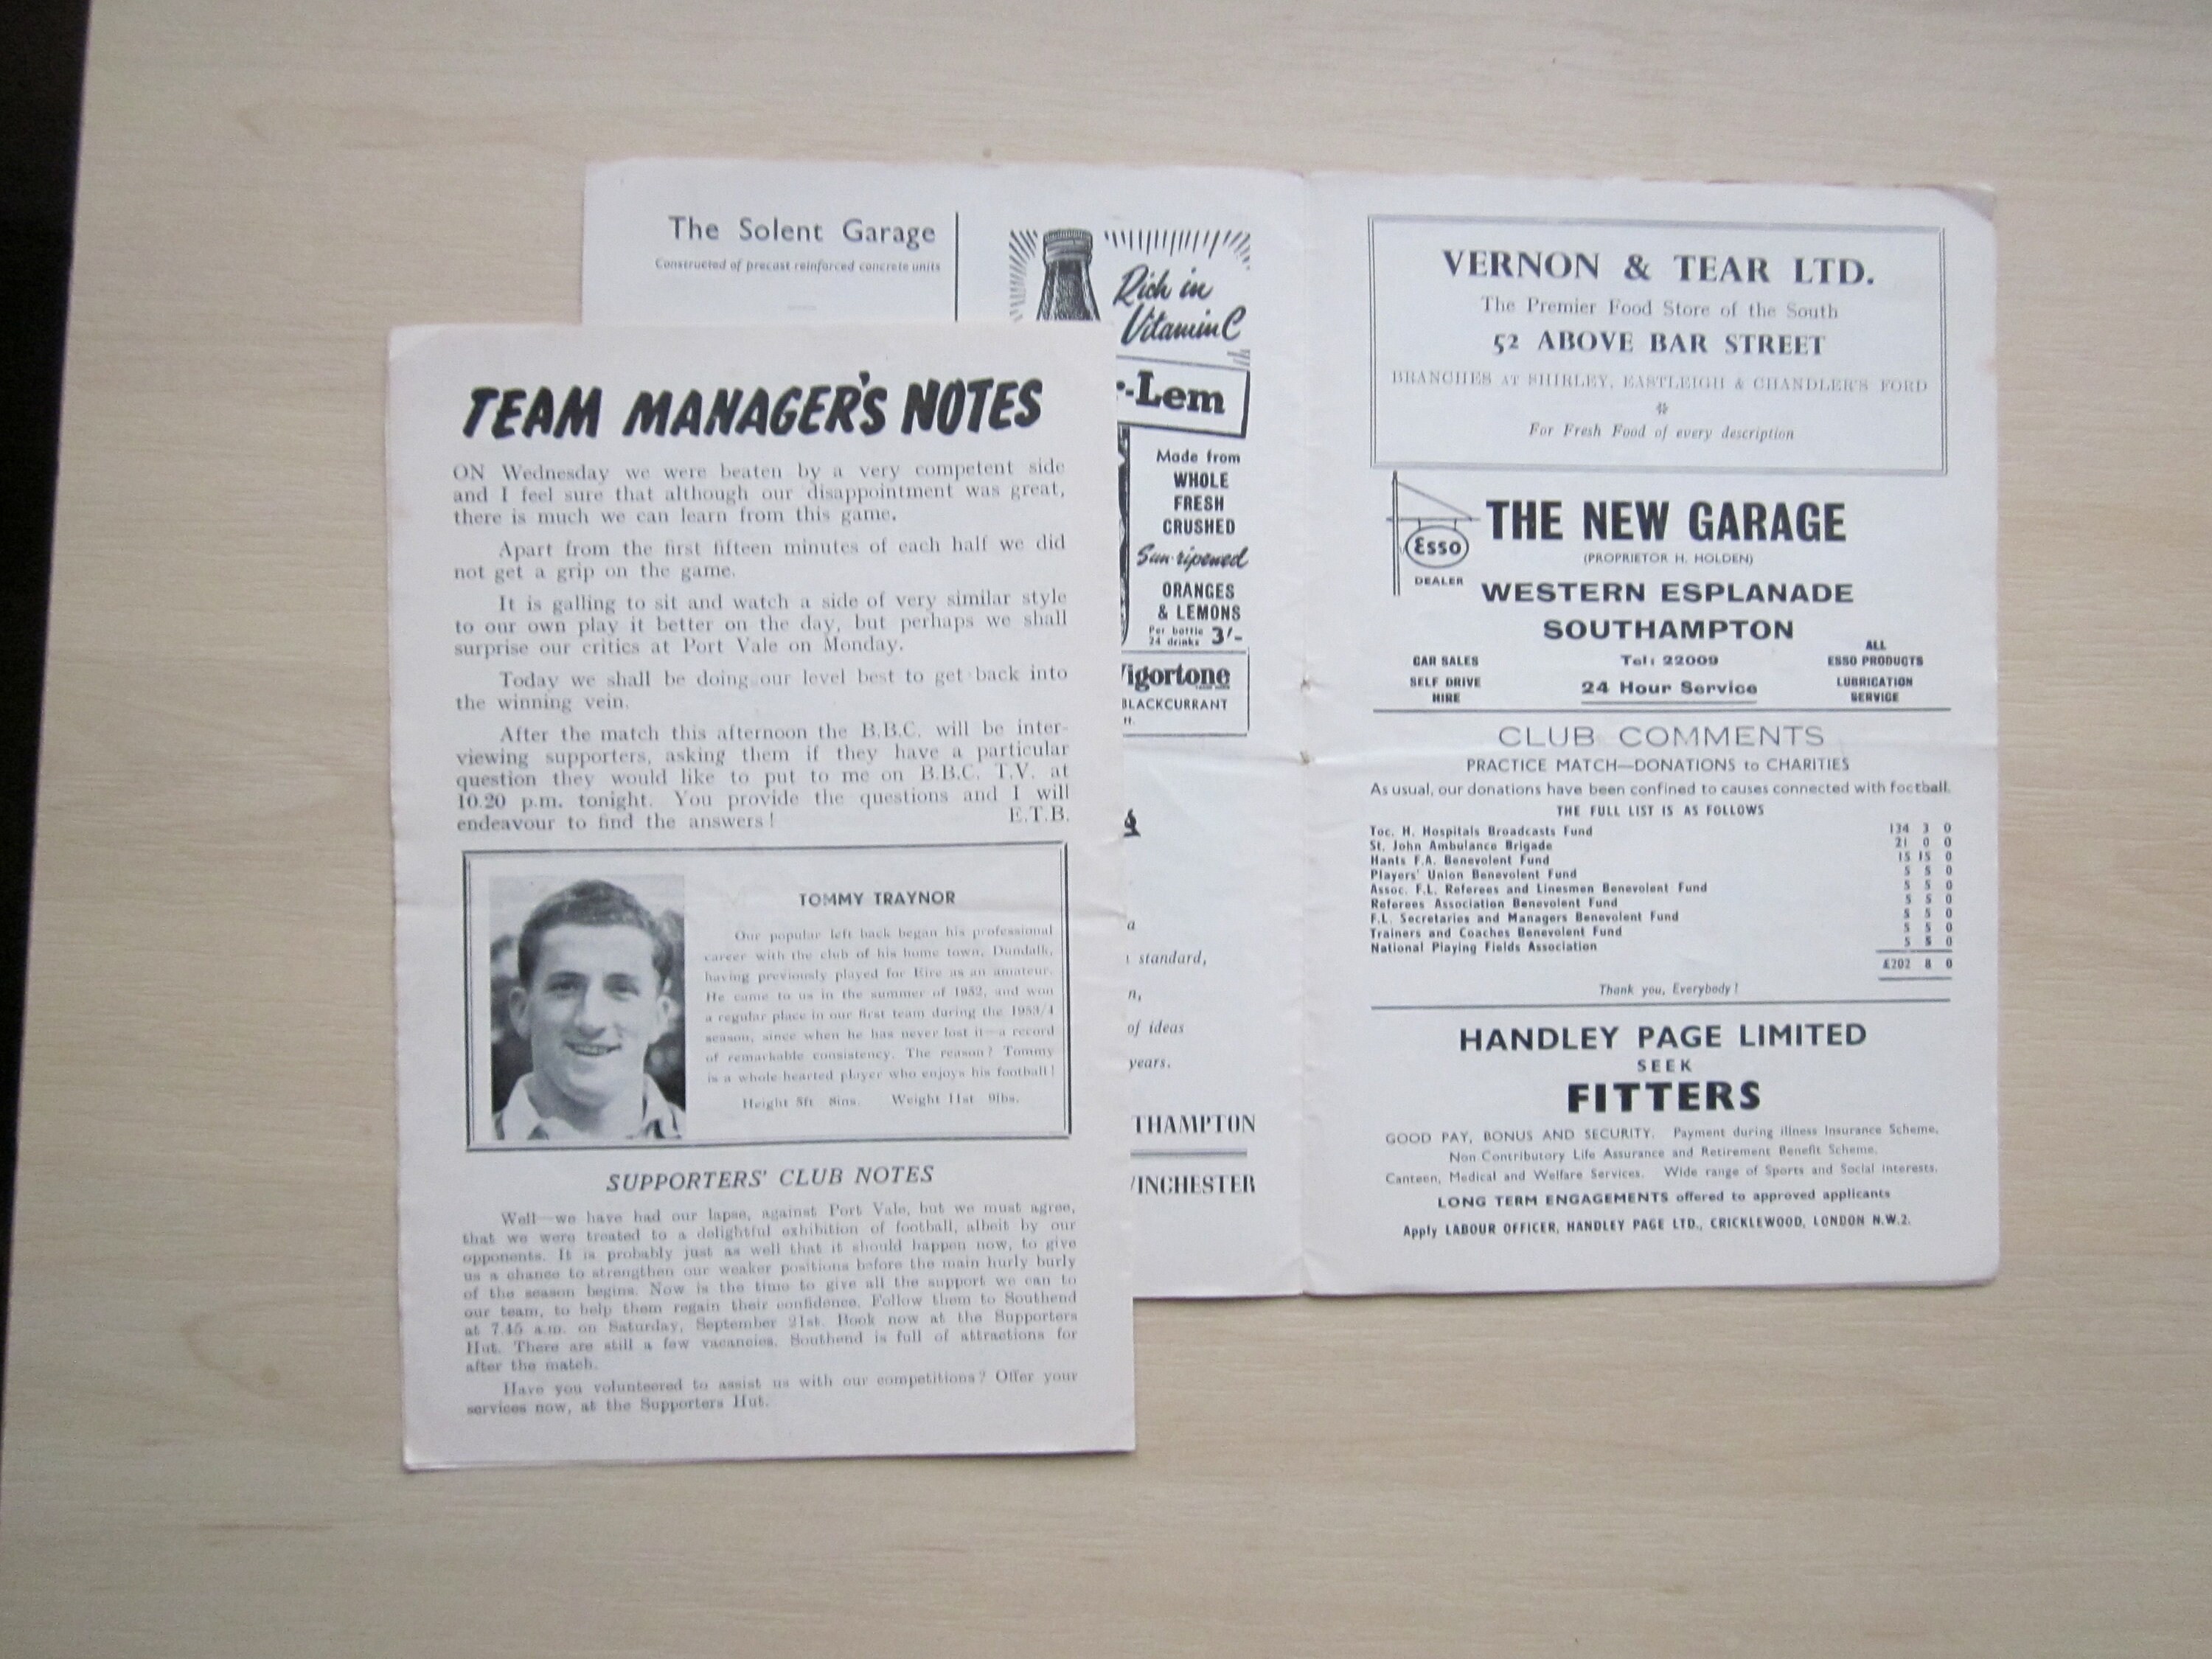 The Solent Garage
Constructed of precast reinforced concrete units
Rich in
Vitamin C
-Lem
Made from
WHOLE
FRESH
CRUSHED
Sun-ripened
ORANGES
& LEMONS
Per bottle
24 drinks 3/-
Vigortone
BLACKCURRANT
a
standard,
n,
of ideas
years.
THAMPTON
INCHESTER
TEAM MANAGER'S NOTES
ON Wednesday we were beaten by a very competent side
and I feel sure that although our disappointment was great,
there is much we can learn from this game.
Apart from the first fifteen minutes of each half we did
not get a grip on the game.
It is galling to sit and watch a side of very similar style
to our own play it better on the day, but perhaps we shall
surprise our critics at Port Vale on Monday.
Today we shall be doing our level best to get back into
the winning vein.
After the match this afternoon the B.B.C. will be inter-
viewing supporters, asking them if they have a particular
question they would like to put to me on B.B.C. T.V. at
10.20 p.m. tonight. You provide the questions and I will
endeavour to find the answers! E.T.B.
TOMMY TRAYNOR
Our popular left back began his professional
career with the club of his home town, Dundalk,
having previously played for Eire as an amateur.
He came to us in the summer of 1952, and won
a regular place in our first team during the 1953/4
season, since when he has never lost it—a record
of remarkable consistency. The reason? Tommy
is a whole-hearted player who enjoys his football!
Height 5ft 8ins. Weight 11st 9lbs.
SUPPORTERS' CLUB NOTES
Well—we have had our lapse, against Port Vale, but we must agree,
that we were treated to a delightful exhibition of football, albeit by our
opponents. It is probably just as well that it should happen now, to give
us a chance to strengthen our weaker positions before the main hurly burly
of the season begins. Now is the time to give all the support we can to
our team, to help them regain their confidence. Follow them to Southend
at 7.45 a.m. on Saturday, September 21st. Book now at the Supporters
Hut. There are still a few vacancies. Southend is full of attractions for
after the match.
Have you volunteered to assist us with our competitions? Offer your
services now, at the Supporters Hut.
VERNON & TEAR LTD.
The Premier Food Store of the South
52 ABOVE BAR STREET
BRANCHES AT SHIRLEY, EASTLEIGH & CHANDLER'S FORD
For Fresh Food of every description
Esso
DEALER
THE NEW GARAGE
(PROPRIETOR H. HOLDEN)
WESTERN ESPLANADE
SOUTHAMPTON
CAR SALES
SELF DRIVE
HIRE
Tel: 22009
24 Hour Service
ALL
ESSO PRODUCTS
LUBRICATION
SERVICE
CLUB COMMENTS
PRACTICE MATCH—DONATIONS to CHARITIES
As usual, our donations have been confined to causes connected with football.
THE FULL LIST IS AS FOLLOWS
Toc. H. Hospitals Broadcasts Fund 134 3 0
St. John Ambulance Brigade 21 0 0
Hants F.A. Benevolent Fund 15 15 0
Players' Union Benevolent Fund 5 5 0
Assoc. F.L. Referees and Linesmen Benevolent Fund 5 5 0
Referees Association Benevolent Fund 5 5 0
F.L. Secretaries and Managers Benevolent Fund 5 5 0
Trainers and Coaches Benevolent Fund 5 5 0
National Playing Fields Association 5 5 0
£202 8 0
Thank you, Everybody!
HANDLEY PAGE LIMITED
SEEK
FITTERS
GOOD PAY, BONUS AND SECURITY. Payment during illness Insurance Scheme.
Non Contributory Life Assurance and Retirement Benefit Scheme.
Canteen, Medical and Welfare Services. Wide range of Sports and Social interests.
LONG TERM ENGAGEMENTS offered to approved applicants
Apply LABOUR OFFICER, HANDLEY PAGE LTD., CRICKLEWOOD, LONDON N.W.2.